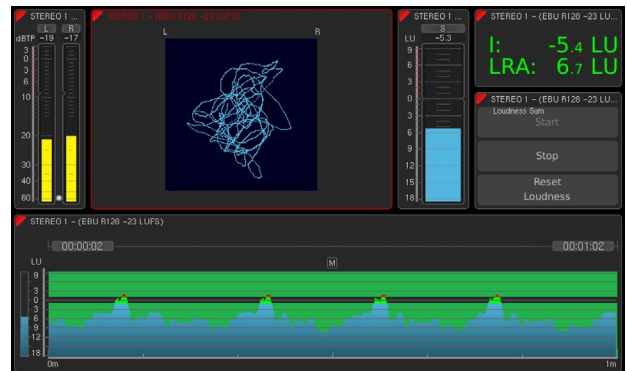 STEREO 1 ...
L R
dBTP -19 -17
3
0
3
6
10
20
30
40
60
STEREO 1 - (EBU R128 -23 LUFS)
L R
STEREO 1 ...
S
LU -5.3
9
6
3
0
3
6
9
12
15
18
STEREO 1 - (EBU R128 -23 LU...
I: -5.4 LU
LRA: 6.7 LU
STEREO 1 - (EBU R128 -23 LU...
Loudness Sum
Start
Stop
Reset
Loudness
STEREO 1 - (EBU R128 -23 LUFS)
00:00:02 00:01:02
LU M
9
3
0
3
6
9
12
18
0m 1m